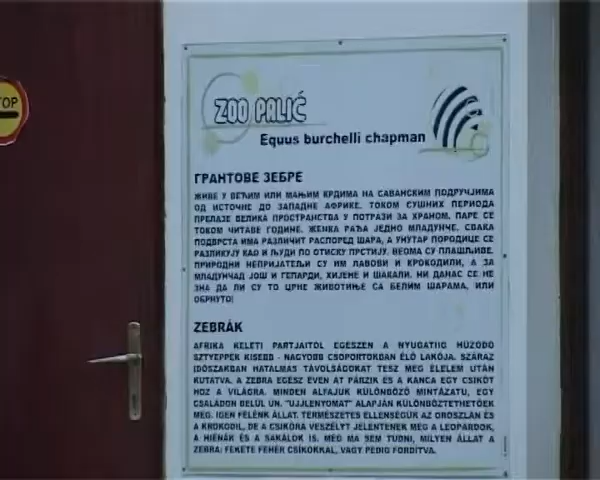 TOP
ZOO PALIĆ
Equus burchelli chapman
ГРАНТОВЕ ЗЕБРЕ
ЖИВЕ У ВЕЋИМ ИЛИ МАЊИМ КРДИМА НА САВАНСКИМ ПОДРУЧЈИМА
ОД ИСТОЧНЕ ДО ЗАПАДНЕ АФРИКЕ. ТОКОМ СУШНИХ ПЕРИОДА
ПРЕЛАЗЕ ВЕЛИКА ПРОСТРАНСТВА У ПОТРАЗИ ЗА ХРАНОМ. ПАРЕ СЕ
ТОКОМ ЧИТАВЕ ГОДИНЕ. ЖЕНКА РАЂА ЈЕДНО МЛАДУНЧЕ. СВАКА
ПОДВРСТА ИМА РАЗЛИЧИТ РАСПОРЕД ШАРА, А УНУТАР ПОРОДИЦЕ СЕ
РАЗЛИКУЈУ КАО И ЉУДИ ПО ОТИСКУ ПРСТИЈУ. ВЕОМА СУ ПЛАШЉИВЕ.
ПРИРОДНИ НЕПРИЈАТЕЉИ СУ ИМ ЛАВОВИ И КРОКОДИЛИ, А ЗА
МЛАДУНЧАД ЈОШ И ГЕПАРДИ, ХИЈЕНЕ И ШАКАЛИ. НИ ДАНАС СЕ НЕ
ЗНА ДА ЛИ СУ ТО ЦРНЕ ЖИВОТИЊЕ СА БЕЛИМ ШАРАМА, ИЛИ
ОБРНУТО!
ZEBRÁK
AFRIKA KELETI PARTJAITÓL EGÉSZEN A NYUGATIIG HÚZÓDÓ
SZTYEPPEK KISEBB - NAGYOBB CSOPORTOKBAN ÉLŐ LAKÓJA. SZÁRAZ
IDŐSZAKBAN HATALMAS TÁVOLSÁGOKAT TESZ MEG ÉLELEM UTÁN
KUTATVA. A ZEBRA EGÉSZ ÉVEN ÁT PÁRZIK ÉS A KANCA EGY CSIKÓT
HOZ A VILÁGRA. MINDEN ALFAJUK KÜLÖNBÖZŐ MINTÁZATÚ, EGY
CSALÁDON BELÜL ÚN. "UJJLENYOMAT" ALAPJÁN KÜLÖNBÖZTETHETŐEK
MEG. IGEN FÉLÉNK ÁLLAT. TERMÉSZETES ELLENSÉGÜK AZ OROSZLÁN ÉS
A KROKODIL, DE A CSIKÓRA VESZÉLYT JELENTENEK MÉG A LEOPÁRDOK,
A HIÉNÁK ÉS A SAKÁLOK IS. MÉG MA SEM TUDNI, MILYEN ÁLLAT A
ZEBRA: FEKETE FEHÉR CSÍKOKKAL, VAGY PEDIG FORDÍTVA.